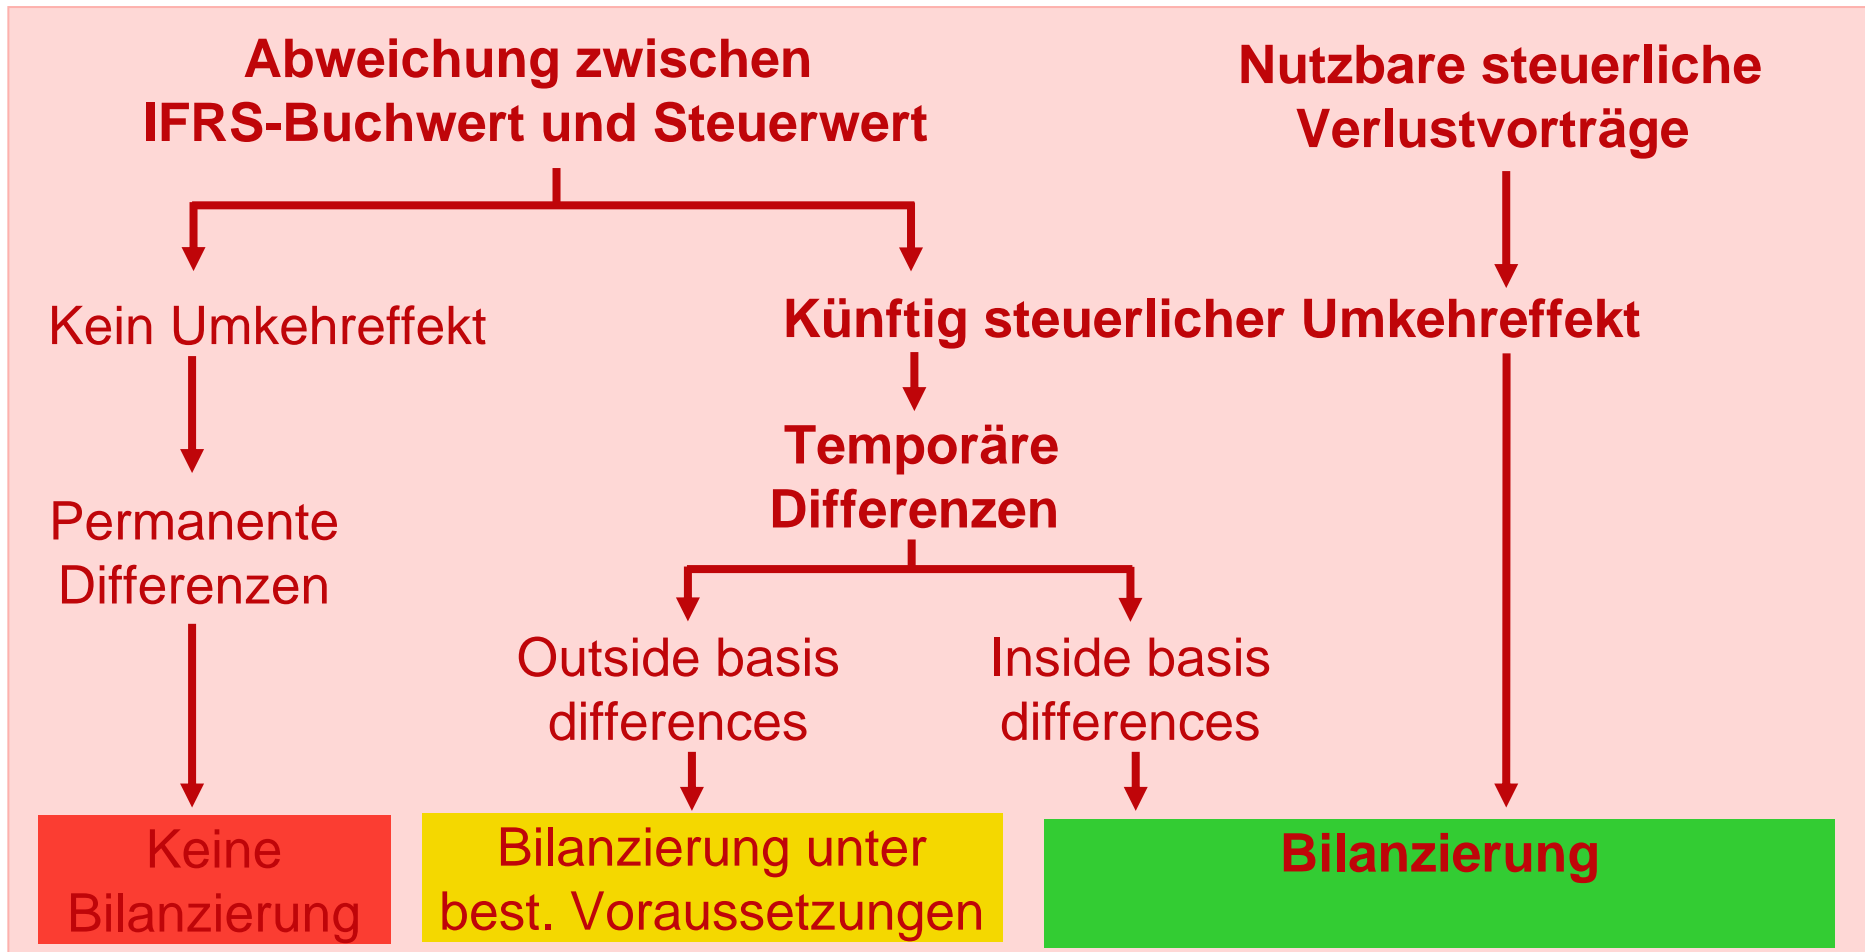 Abweichung zwischen
IFRS-Buchwert und Steuerwert
Nutzbare steuerliche
Verlustvorträge
Kein Umkehreffekt
Künftig steuerlicher Umkehreffekt
Temporäre
Differenzen
Permanente
Differenzen
Outside basis
differences
Inside basis
differences
Keine
Bilanzierung
Bilanzierung unter
best. Voraussetzungen
Bilanzierung